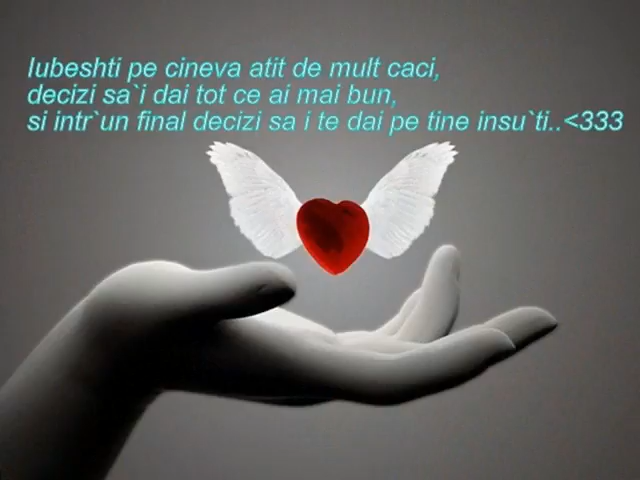 Iubeshti pe cineva atit de mult caci,
decizi sa`i dai tot ce ai mai bun,
si intr`un final decizi sa i te dai pe tine insu`ti..<333